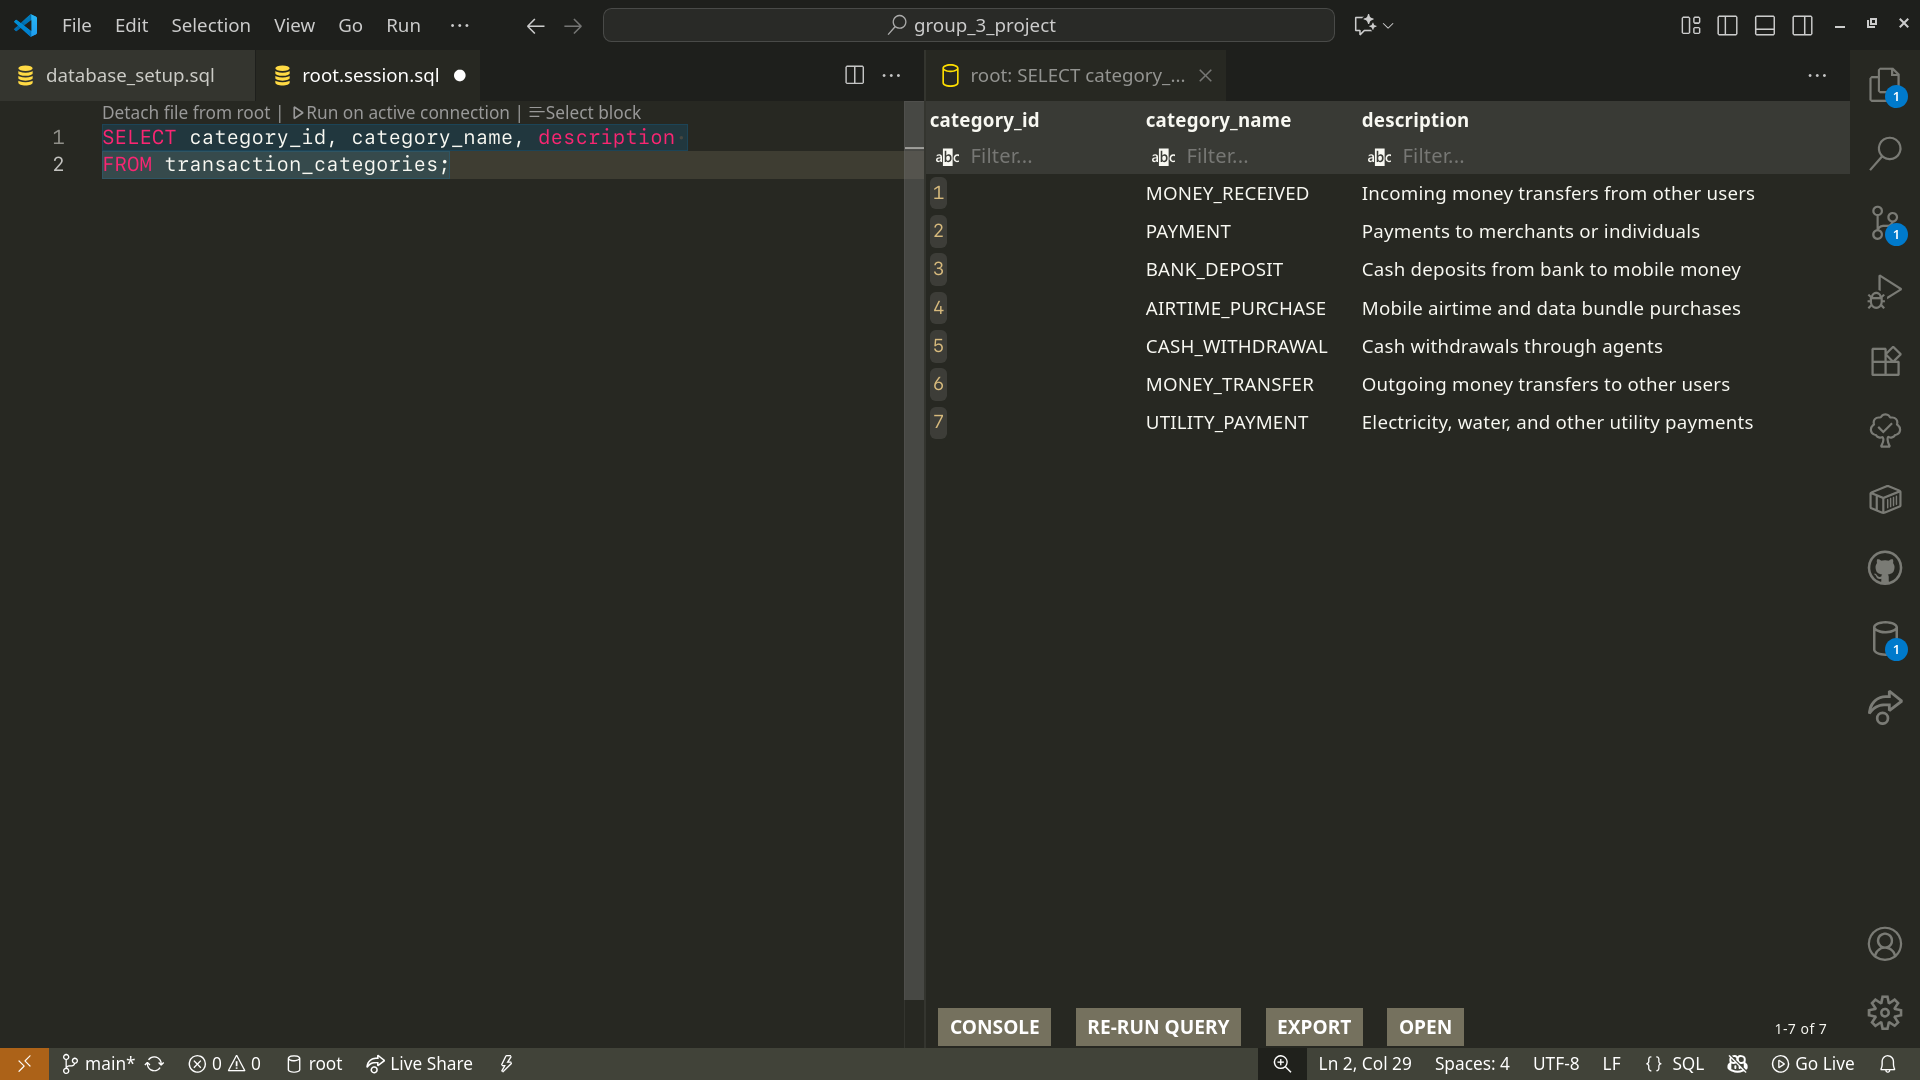 File Edit Selection View Go Run ···
group_3_project
database_setup.sql
root.session.sql
root: SELECT category_...
Detach file from root | Run on active connection | Select block
1 SELECT category_id, category_name, description
2 FROM transaction_categories;
category_id category_name description
abc Filter... abc Filter... abc Filter...
1 MONEY_RECEIVED Incoming money transfers from other users
2 PAYMENT Payments to merchants or individuals
3 BANK_DEPOSIT Cash deposits from bank to mobile money
4 AIRTIME_PURCHASE Mobile airtime and data bundle purchases
5 CASH_WITHDRAWAL Cash withdrawals through agents
6 MONEY_TRANSFER Outgoing money transfers to other users
7 UTILITY_PAYMENT Electricity, water, and other utility payments
1
1
1
CONSOLE RE-RUN QUERY EXPORT OPEN 1-7 of 7
main* 0 0 root Live Share Ln 2, Col 29 Spaces: 4 UTF-8 LF {} SQL Go Live